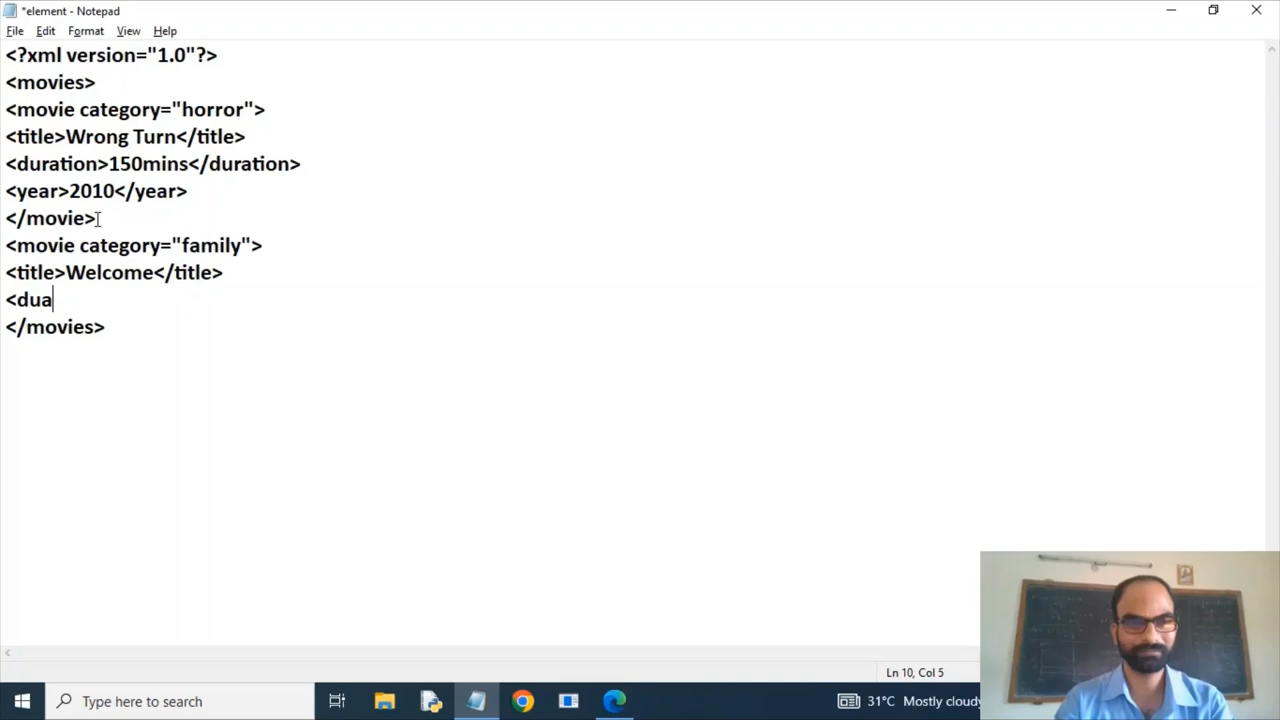 *element - Notepad
File Edit Format View Help
<?xml version="1.0"?>
<movies>
<movie category="horror">
<title>Wrong Turn</title>
<duration>150mins</duration>
<year>2010</year>
</movie>
<movie category="family">
<title>Welcome</title>
<dua
</movies>
Ln 10, Col 5
Type here to search
31°C Mostly cloudy